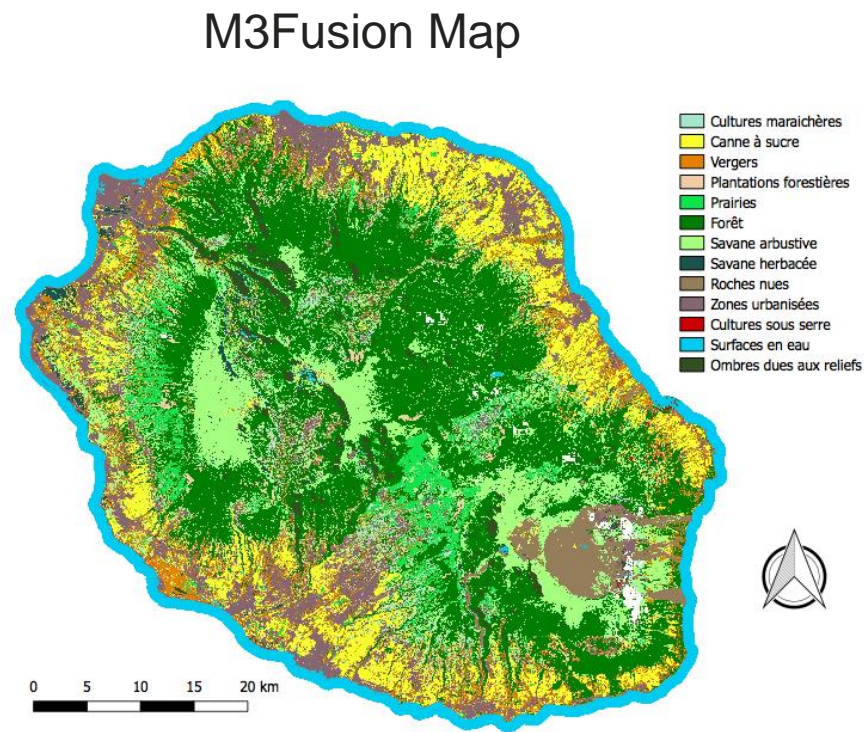 M3Fusion Map
Cultures maraichères
Canne à sucre
Vergers
Plantations forestières
Prairies
Forêt
Savane arbustive
Savane herbacée
Roches nues
Zones urbanisées
Cultures sous serre
Surfaces en eau
Ombres dues aux reliefs
0 5 10 15 20 km